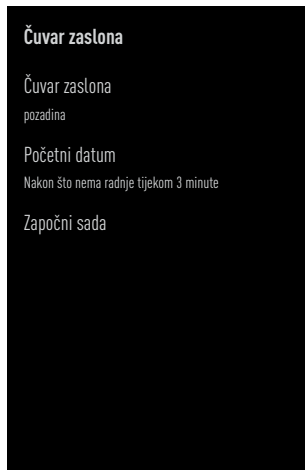 Čuvar zaslona
Čuvar zaslona
pozadina
Početni datum
Nakon što nema radnje tijekom 3 minute
Započni sada